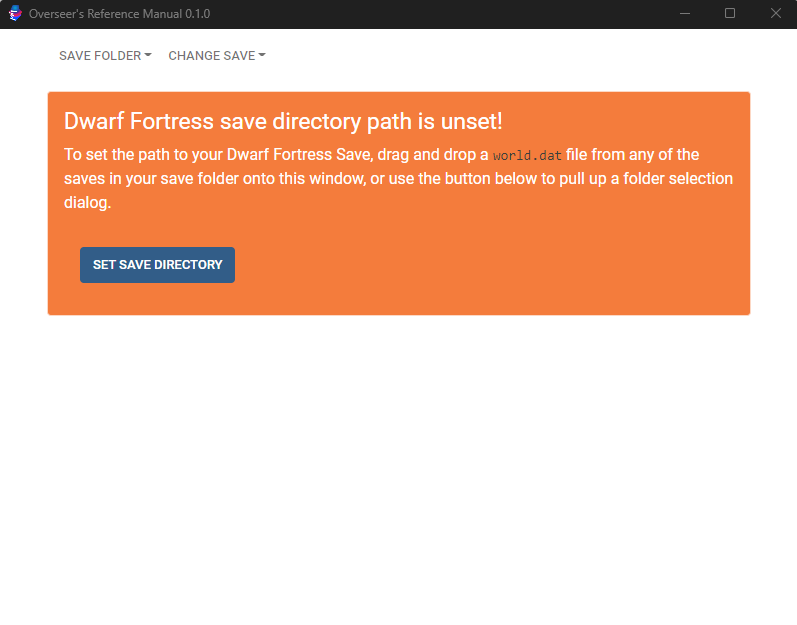 Overseer's Reference Manual 0.1.0
SAVE FOLDER CHANGE SAVE
Dwarf Fortress save directory path is unset!
To set the path to your Dwarf Fortress Save, drag and drop a world.dat file from any of the
saves in your save folder onto this window, or use the button below to pull up a folder selection
dialog.
SET SAVE DIRECTORY